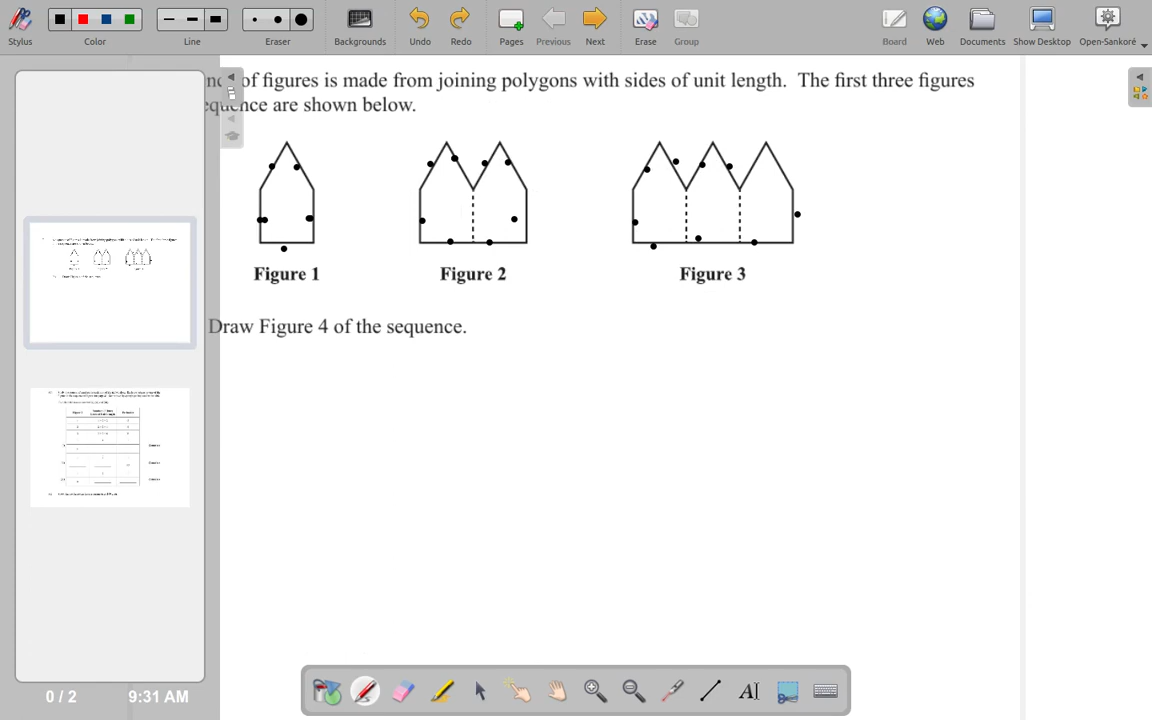 Stylus
Color
Line
Eraser
Backgrounds
Undo
Redo
Pages
Previous
Next
Erase
Group
Board
Web
Documents
Show Desktop
Open-Sankoré
of figures is made from joining polygons with sides of unit length. The first three figures
equence are shown below.
Figure 1
Figure 2
Figure 3
Draw Figure 4 of the sequence.
0 / 2
9:31 AM